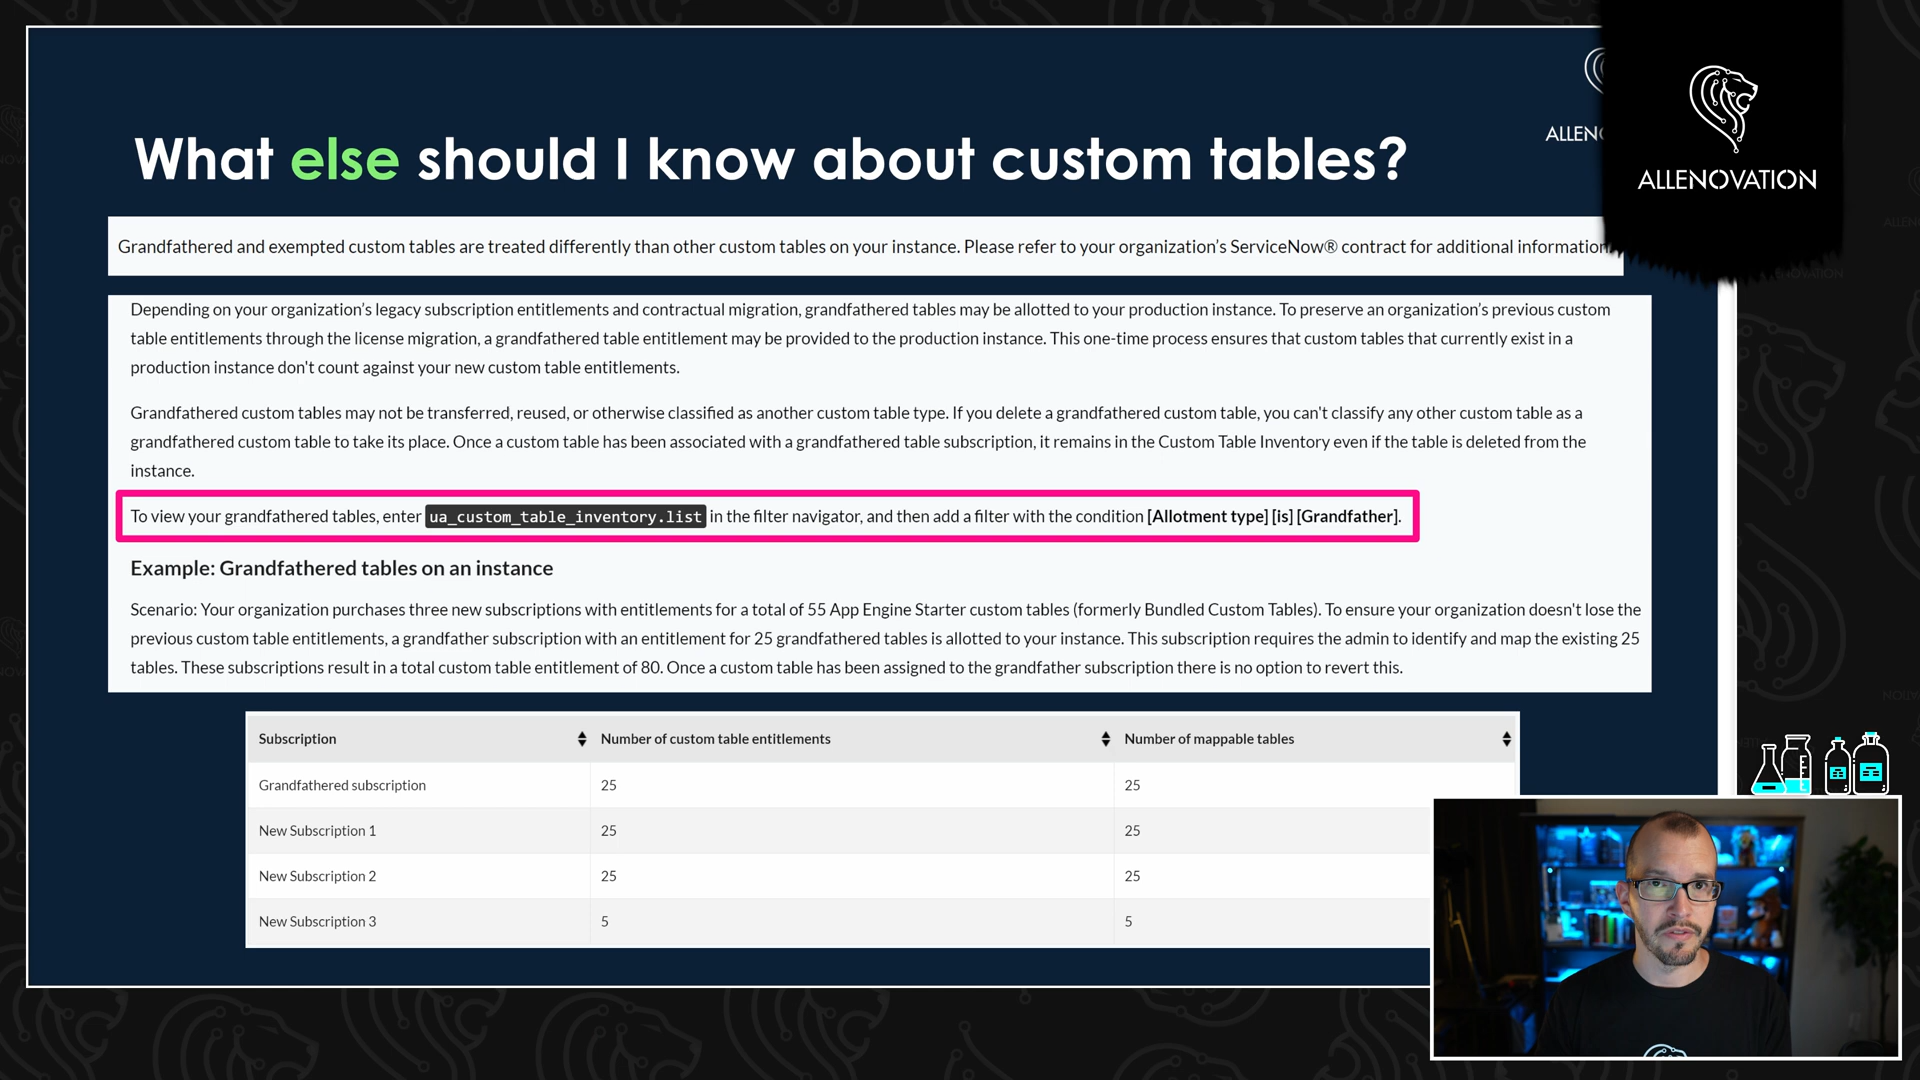 What else should I know about custom tables?
ALLENOVATION
Grandfathered and exempted custom tables are treated differently than other custom tables on your instance. Please refer to your organization's ServiceNow® contract for additional information
Depending on your organization's legacy subscription entitlements and contractual migration, grandfathered tables may be allotted to your production instance. To preserve an organization's previous custom
table entitlements through the license migration, a grandfathered table entitlement may be provided to the production instance. This one-time process ensures that custom tables that currently exist in a
production instance don't count against your new custom table entitlements.
Grandfathered custom tables may not be transferred, reused, or otherwise classified as another custom table type. If you delete a grandfathered custom table, you can't classify any other custom table as a
grandfathered custom table to take its place. Once a custom table has been associated with a grandfathered table subscription, it remains in the Custom Table Inventory even if the table is deleted from the
instance.
To view your grandfathered tables, enter ua_custom_table_inventory.list in the filter navigator, and then add a filter with the condition [Allotment type] [is] [Grandfather].
Example: Grandfathered tables on an instance
Scenario: Your organization purchases three new subscriptions with entitlements for a total of 55 App Engine Starter custom tables (formerly Bundled Custom Tables). To ensure your organization doesn't lose the
previous custom table entitlements, a grandfather subscription with an entitlement for 25 grandfathered tables is allotted to your instance. This subscription requires the admin to identify and map the existing 25
tables. These subscriptions result in a total custom table entitlement of 80. Once a custom table has been assigned to the grandfather subscription there is no option to revert this.
Subscription Number of custom table entitlements Number of mappable tables
Grandfathered subscription 25 25
New Subscription 1 25 25
New Subscription 2 25 25
New Subscription 3 5 5